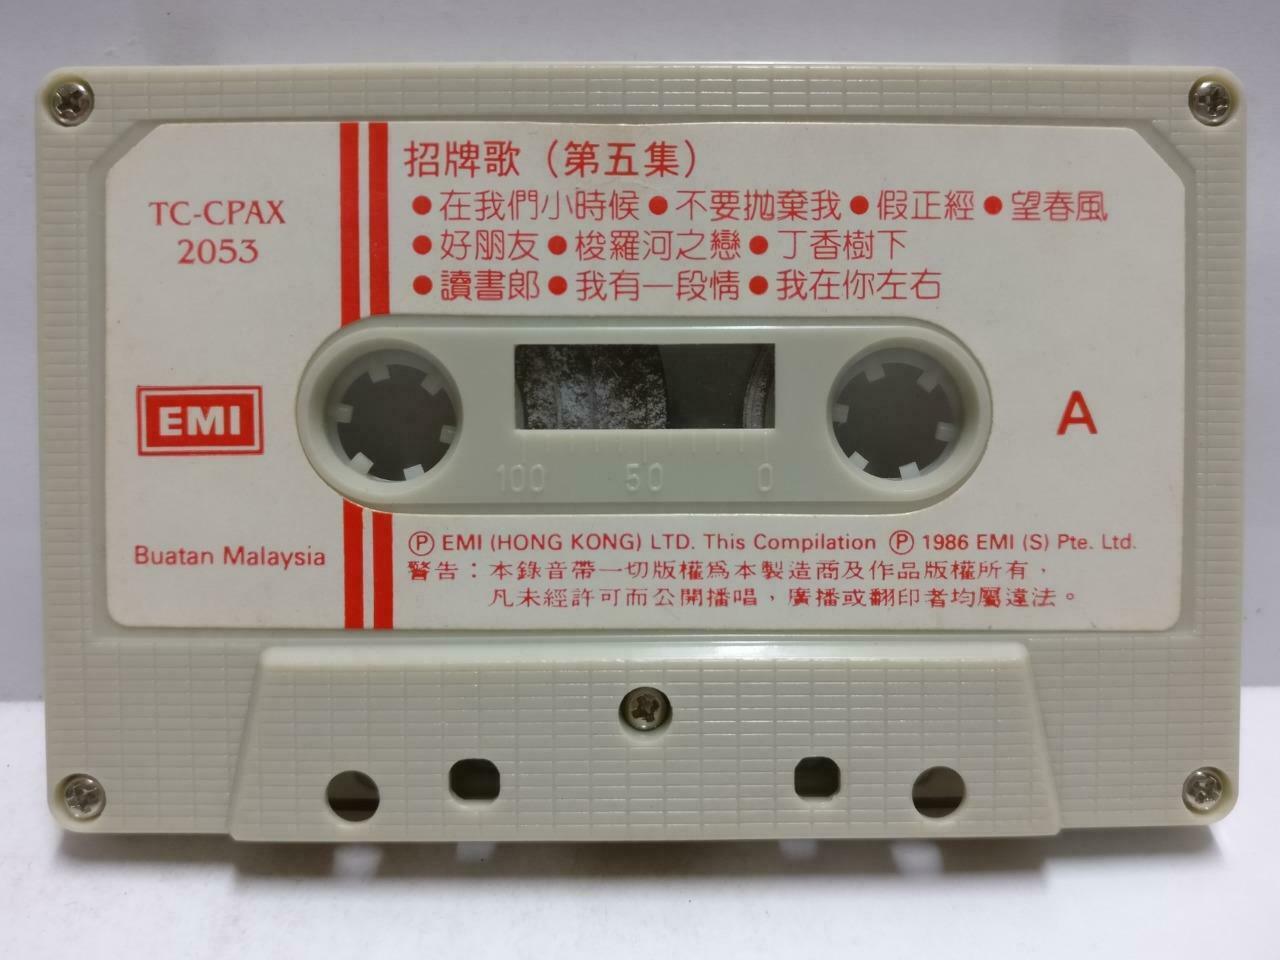 TC-CPAX
2053
招牌歌（第五集）
●在我們小時候●不要抛棄我●假正經●望春風
●好朋友●梭羅河之戀●丁香樹下
●讀書郎●我有一段情●我在你左右
EMI
A
100 50 0
Buatan Malaysia
Ⓟ EMI (HONG KONG) LTD. This Compilation Ⓟ 1986 EMI (S) Pte. Ltd.
警告：本錄音帶一切版權爲本製造商及作品版權所有，
凡未經許可而公開播唱，廣播或翻印者均屬違法。